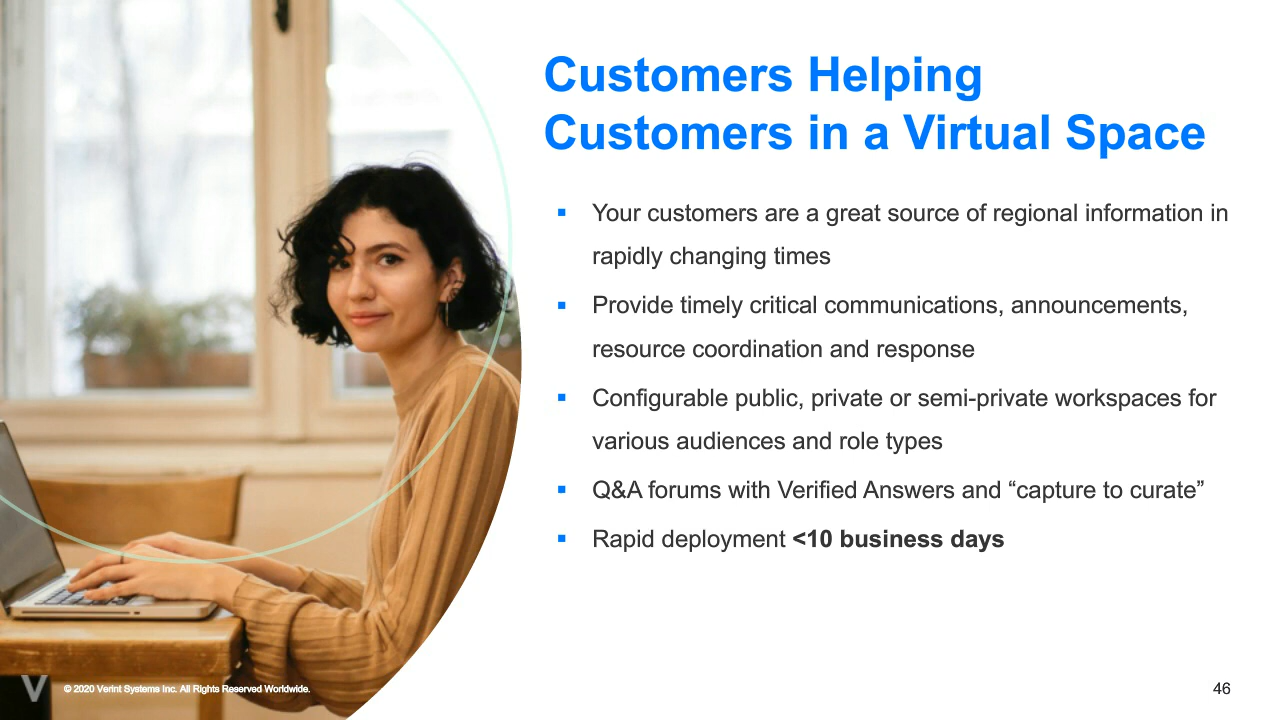 Customers Helping
Customers in a Virtual Space
▪ Your customers are a great source of regional information in
rapidly changing times
▪ Provide timely critical communications, announcements,
resource coordination and response
▪ Configurable public, private or semi-private workspaces for
various audiences and role types
▪ Q&A forums with Verified Answers and “capture to curate”
▪ Rapid deployment <10 business days
V © 2020 Verint Systems Inc. All Rights Reserved Worldwide.
46